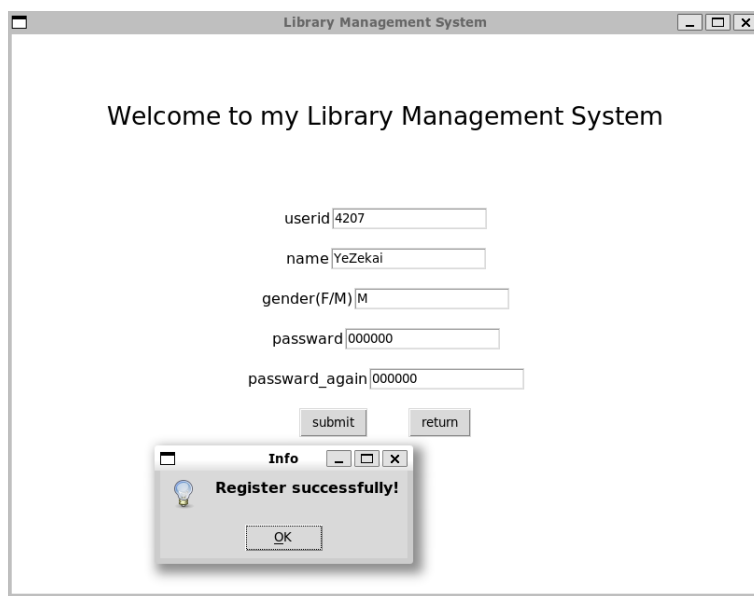 Library Management System
Welcome to my Library Management System
userid 4207
name YeZekai
gender(F/M) M
passward 000000
passward_again 000000
submit return
Info
Register successfully!
OK